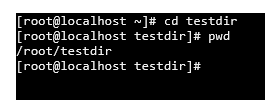 [root@localhost ~]# cd testdir
[root@localhost testdir]# pwd
/root/testdir
[root@localhost testdir]#